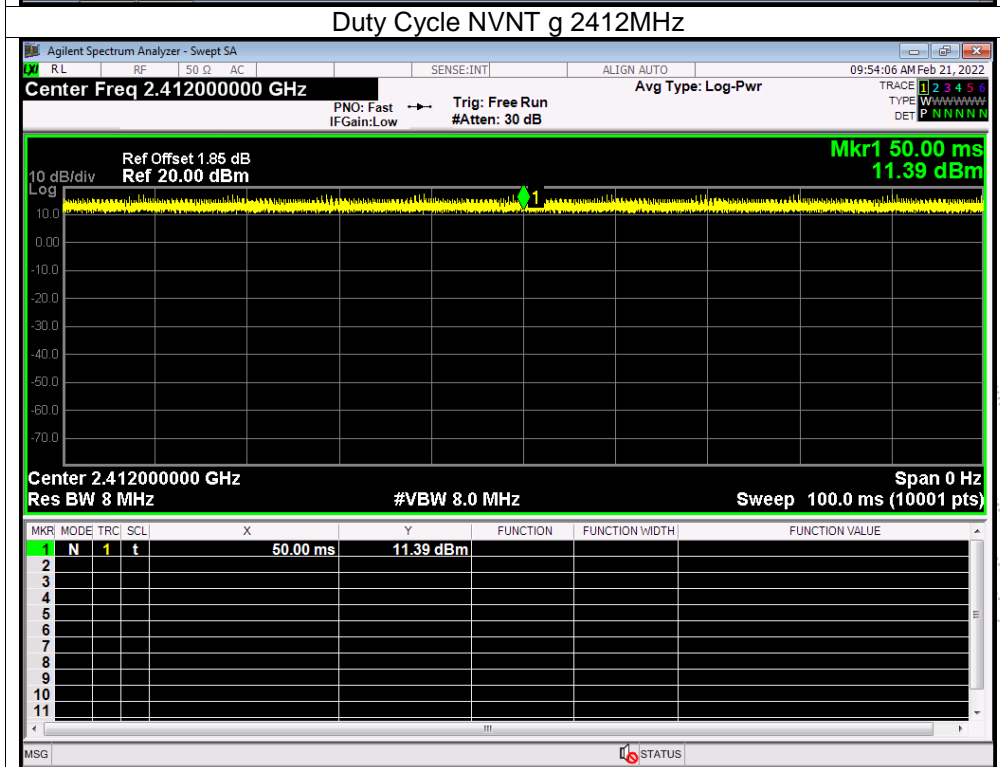 Duty Cycle NVNT g 2412MHz
Agilent Spectrum Analyzer - Swept SA
LXI RL RF 50 Ω AC SENSE:INT ALIGN AUTO 09:54:06 AM Feb 21, 2022
Center Freq 2.412000000 GHz Avg Type: Log-Pwr TRACE 1 2 3 4 5 6
PNO: Fast Trig: Free Run TYPE WWWWWW
IFGain:Low #Atten: 30 dB DET P N N N N N
Mkr1 50.00 ms
Ref Offset 1.85 dB
10 dB/div Ref 20.00 dBm 11.39 dBm
Log
1
10.0
0.00
-10.0
-20.0
-30.0
-40.0
-50.0
-60.0
-70.0
Center 2.412000000 GHz Span 0 Hz
Res BW 8 MHz #VBW 8.0 MHz Sweep 100.0 ms (10001 pts)
MKR MODE TRC SCL X Y FUNCTION FUNCTION WIDTH FUNCTION VALUE
1 N 1 t 50.00 ms 11.39 dBm
2
3
4
5
6
7
8
9
10
11
MSG STATUS